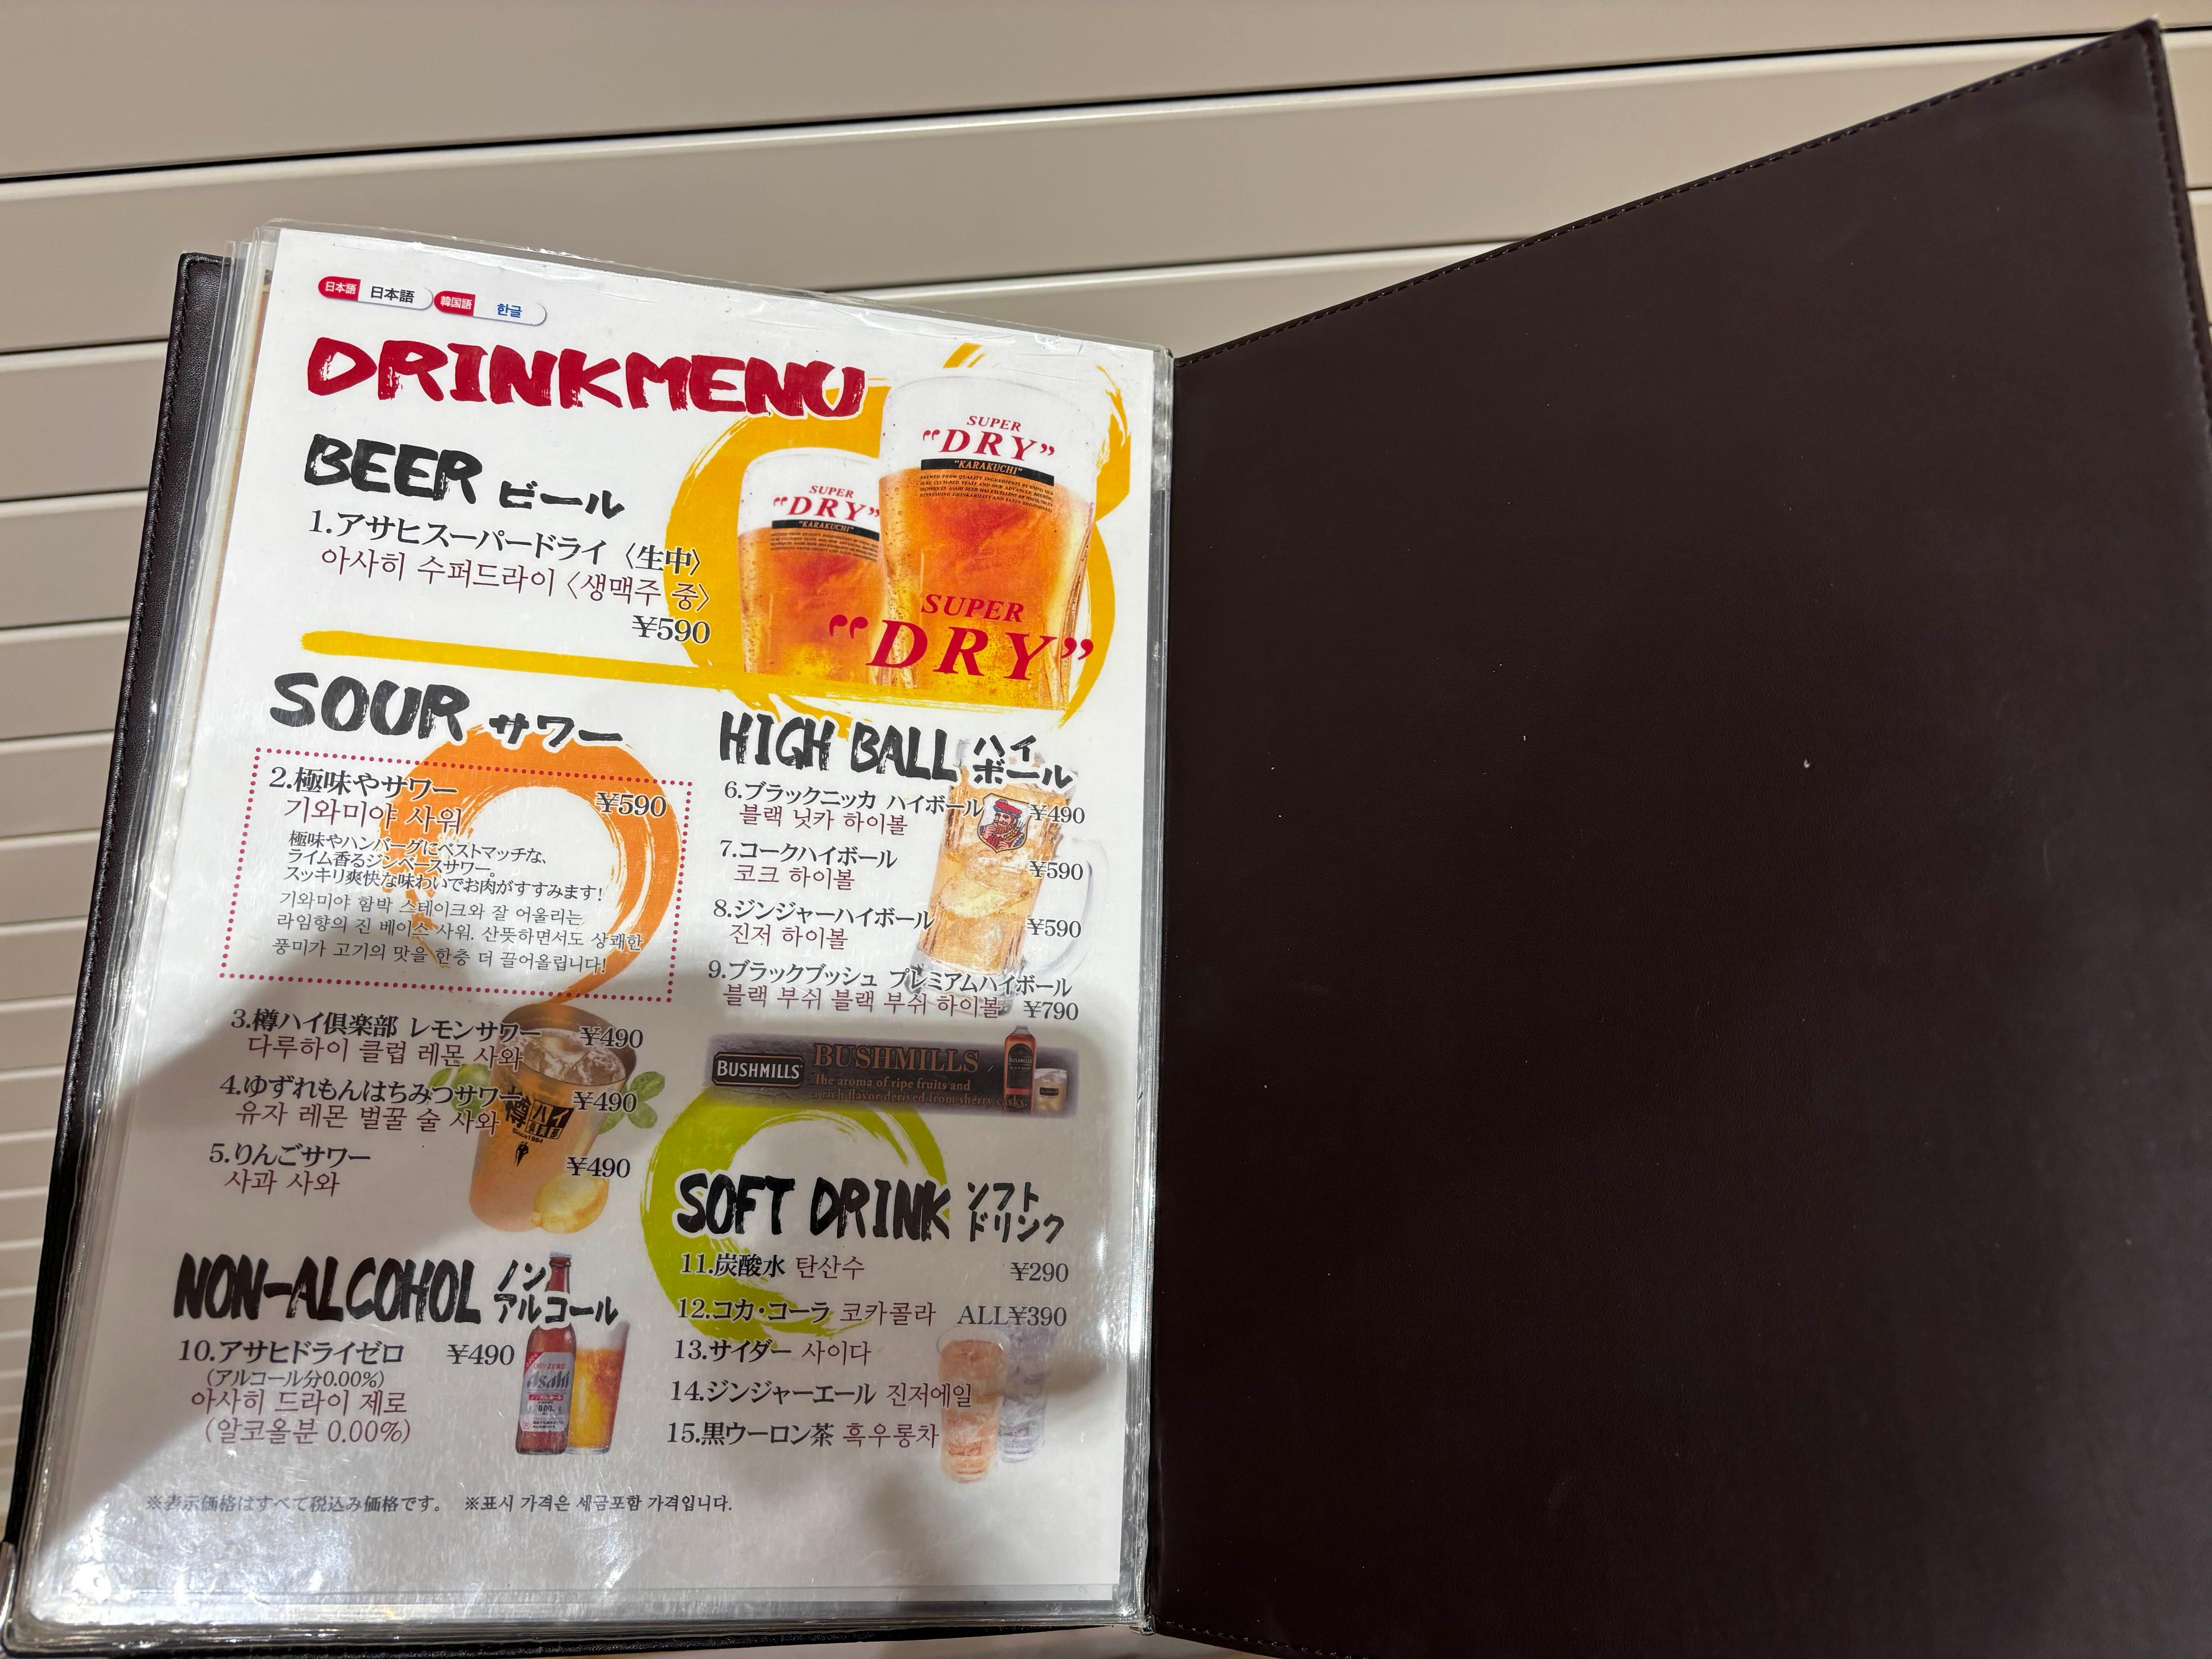 日本語 日本語 韓国語 한글
DRINKMENU
BEER ビール
1.アサヒスーパードライ〈生中〉
아사히 수퍼드라이〈생맥주 중〉
¥590
SUPER
"DRY"
"KARAKUCHI"
SUPER
"DRY"
"KARAKUCHI"
SUPER
"DRY"
SOUR サワー
2.極味やサワー ¥590
기와미야 사워
極味やハンバーグにベストマッチな、
ライム香るジンベースサワー。
スッキリ爽快な味わいでお肉がすすみます!
기와미야 함박 스테이크와 잘 어울리는
라임향의 진 베이스 사워. 산뜻하면서도 상쾌한
풍미가 고기의 맛을 한층 더 끌어올립니다!
3.樽ハイ倶楽部 レモンサワー ¥490
다루하이 클럽 레몬 사와
4.ゆずれもんはちみつサワー ¥490
유자 레몬 벌꿀 술 사와
5.りんごサワー ¥490
사과 사와
樽ハイ
倶楽部
Since1984
HIGH BALL ハイ
ボール
6.ブラックニッカ ハイボール ¥490
블랙 닛카 하이볼
7.コークハイボール ¥590
코크 하이볼
8.ジンジャーハイボール ¥590
진저 하이볼
9.ブラックブッシュ プレミアムハイボール
블랙 부쉬 블랙 부쉬 하이볼 ¥790
BUSHMILLS
BUSHMILLS
The aroma of ripe fruits and
a rich flavor derived from sherry casks.
NON-ALCOHOL ノン
アルコール
10.アサヒドライゼロ ¥490
(アルコール分0.00%)
아사히 드라이 제로
(알코올분 0.00%)
DRY ZERO
Asahi
0.00%
SOFT DRINK ソフト
ドリンク
11.炭酸水 탄산수 ¥290
12.コカ・コーラ 코카콜라 ALL¥390
13.サイダー 사이다
14.ジンジャーエール 진저에일
15.黒ウーロン茶 흑우롱차
※表示価格はすべて税込み価格です。 ※표시 가격은 세금포함 가격입니다.